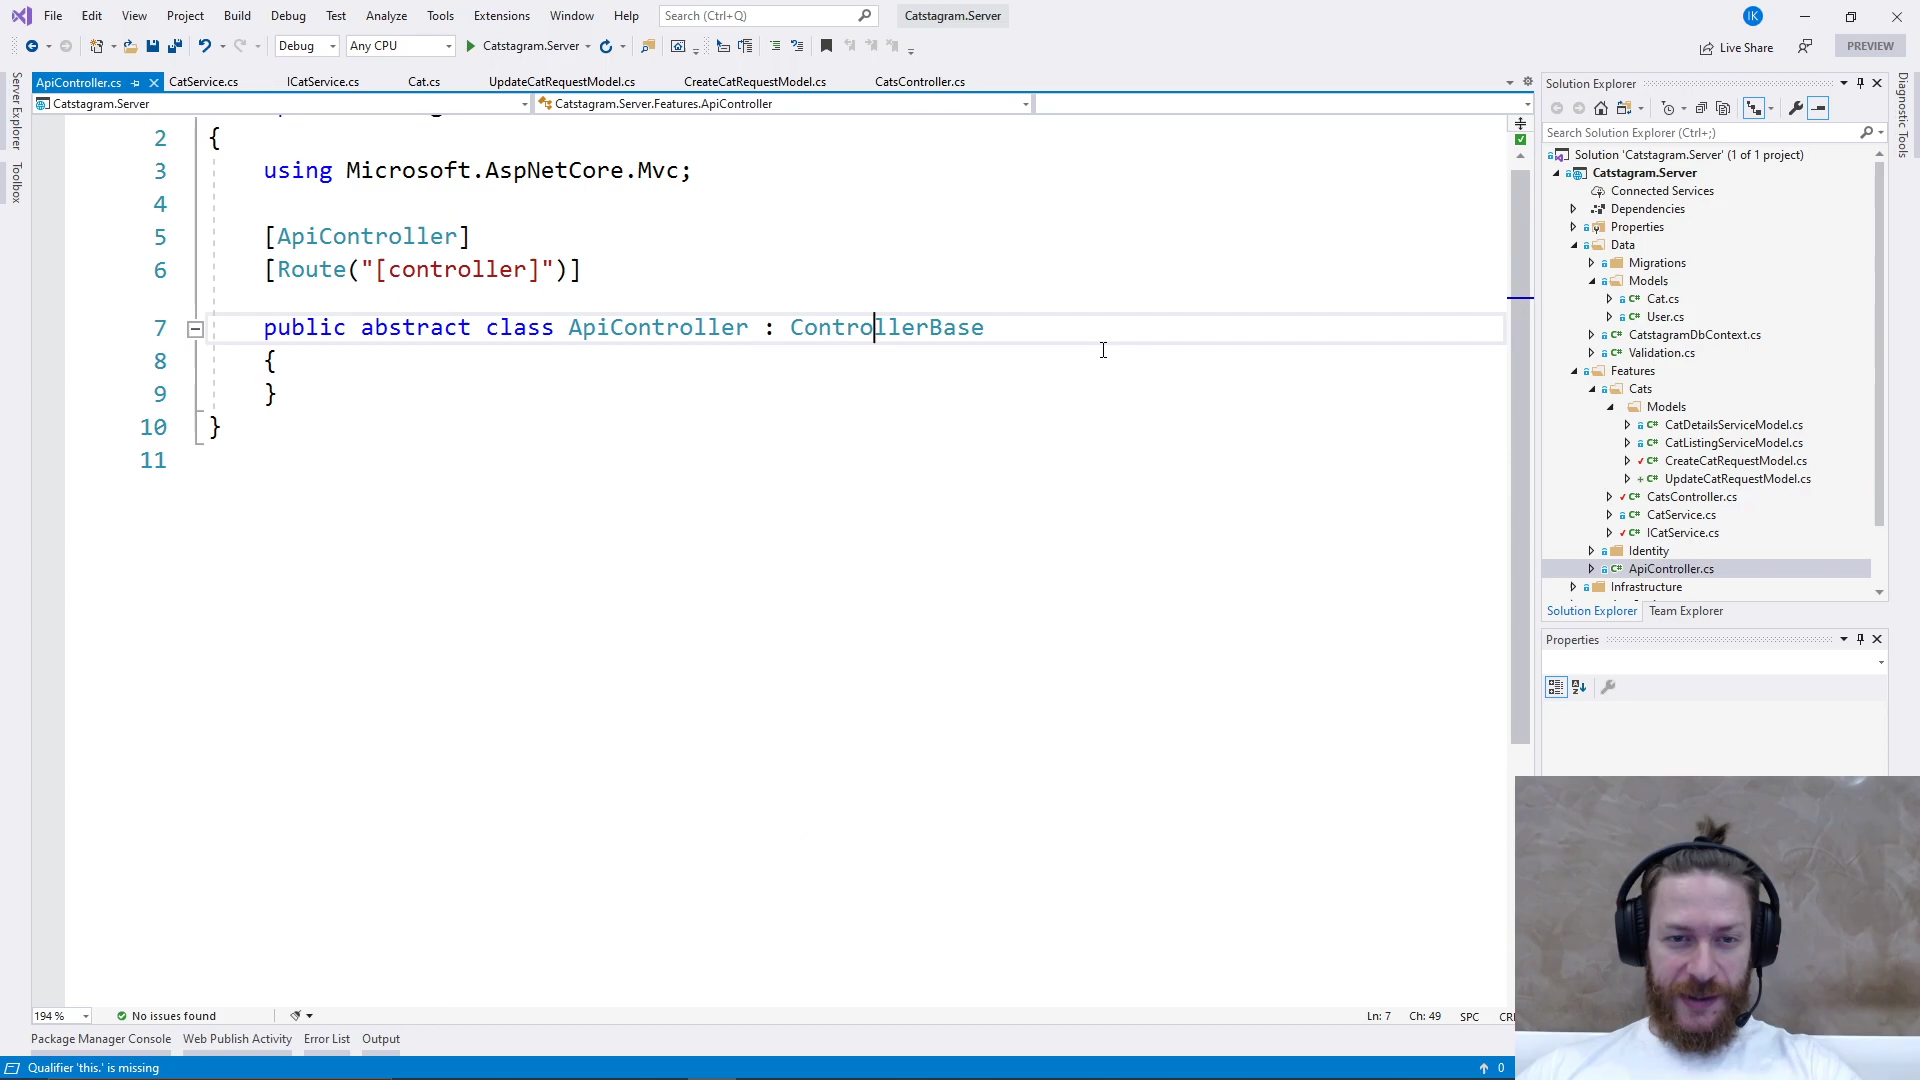 File Edit View Project Build Debug Test Analyze Tools Extensions Window Help Search (Ctrl+Q) Catstagram.Server IK
Debug Any CPU Catstagram.Server Live Share PREVIEW
ApiController.cs CatService.cs ICatService.cs Cat.cs UpdateCatRequestModel.cs CreateCatRequestModel.cs CatsController.cs
Catstagram.Server Catstagram.Server.Features.ApiController
Server Explorer
Toolbox
2 {
3 using Microsoft.AspNetCore.Mvc;
4
5 [ApiController]
6 [Route("[controller]")]
7 public abstract class ApiController : ControllerBase
8 {
9 }
10 }
11
194 % No issues found Ln: 7 Ch: 49 SPC
Package Manager Console Web Publish Activity Error List Output
Qualifier 'this.' is missing 0
Solution Explorer
Search Solution Explorer (Ctrl+;)
Solution 'Catstagram.Server' (1 of 1 project)
Catstagram.Server
Connected Services
Dependencies
Properties
Data
Migrations
Models
C# Cat.cs
C# User.cs
C# CatstagramDbContext.cs
C# Validation.cs
Features
Cats
Models
C# CatDetailsServiceModel.cs
C# CatListingServiceModel.cs
C# CreateCatRequestModel.cs
C# UpdateCatRequestModel.cs
C# CatsController.cs
C# CatService.cs
C# ICatService.cs
Identity
C# ApiController.cs
Infrastructure
Solution Explorer Team Explorer
Properties
Diagnostic Tools